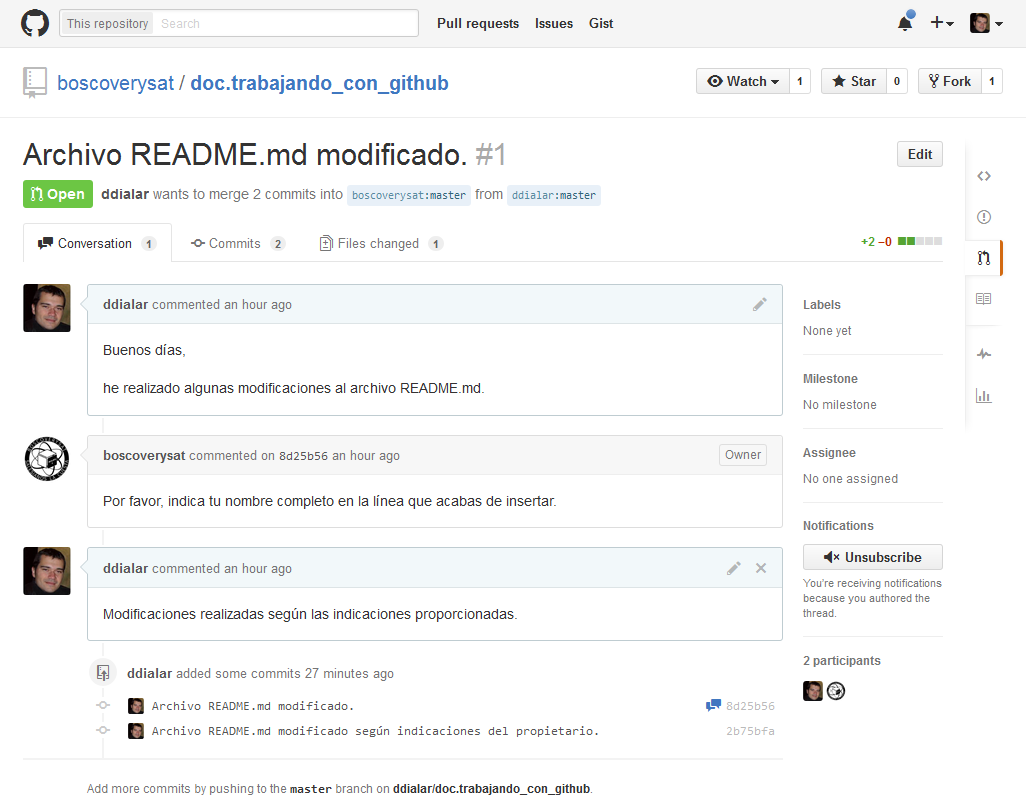 This repository Search Pull requests Issues Gist
boscoverysat / doc.trabajando_con_github Watch 1 Star 0 Fork 1
Archivo README.md modificado. #1 Edit
Open ddialar wants to merge 2 commits into boscoverysat:master from ddialar:master
Conversation 1 Commits 2 Files changed 1 +2 −0
ddialar commented an hour ago
Buenos días,
he realizado algunas modificaciones al archivo README.md.
boscoverysat commented on 8d25b56 an hour ago Owner
Por favor, indica tu nombre completo en la línea que acabas de insertar.
ddialar commented an hour ago
Modificaciones realizadas según las indicaciones proporcionadas.
ddialar added some commits 27 minutes ago
Archivo README.md modificado. 8d25b56
Archivo README.md modificado según indicaciones del propietario. 2b75bfa
Add more commits by pushing to the master branch on ddialar/doc.trabajando_con_github.
Labels
None yet
Milestone
No milestone
Assignee
No one assigned
Notifications
Unsubscribe
You're receiving notifications
because you authored the
thread.
2 participants